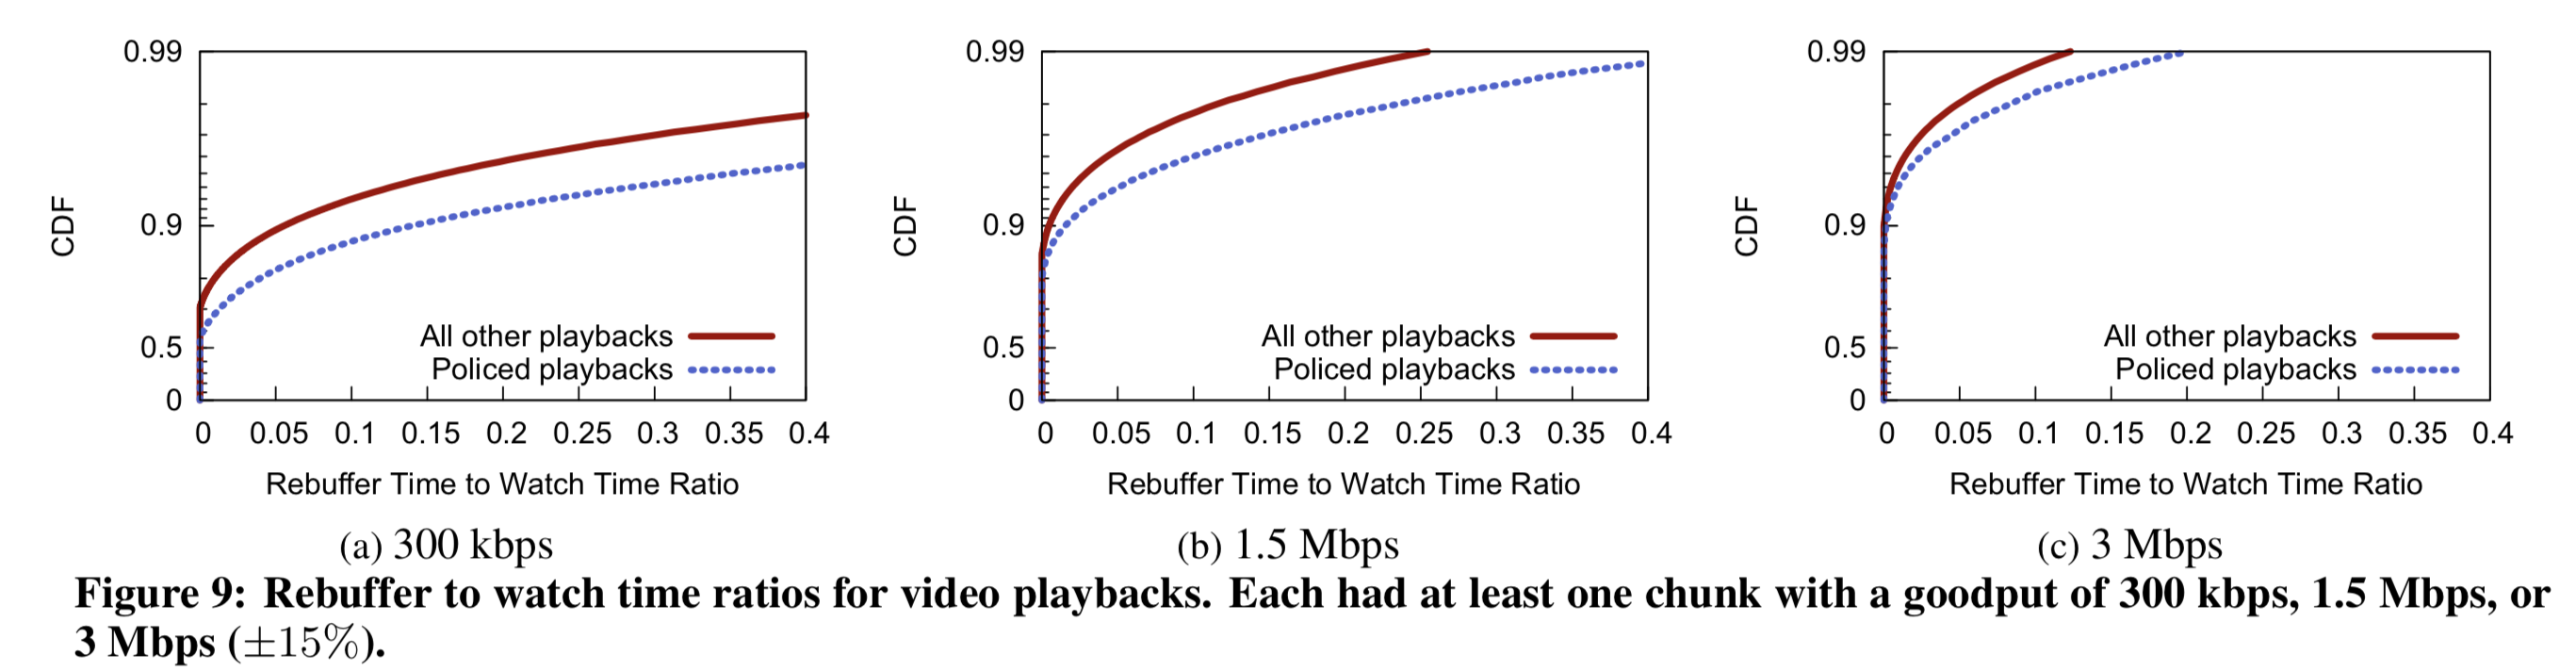 0.99
0.9
0.5
0
CDF
All other playbacks
Policed playbacks
0 0.05 0.1 0.15 0.2 0.25 0.3 0.35 0.4
Rebuffer Time to Watch Time Ratio
(a) 300 kbps
0.99
0.9
0.5
0
CDF
All other playbacks
Policed playbacks
0 0.05 0.1 0.15 0.2 0.25 0.3 0.35 0.4
Rebuffer Time to Watch Time Ratio
(b) 1.5 Mbps
0.99
0.9
0.5
0
CDF
All other playbacks
Policed playbacks
0 0.05 0.1 0.15 0.2 0.25 0.3 0.35 0.4
Rebuffer Time to Watch Time Ratio
(c) 3 Mbps
Figure 9: Rebuffer to watch time ratios for video playbacks. Each had at least one chunk with a goodput of 300 kbps, 1.5 Mbps, or
3 Mbps (±15%).